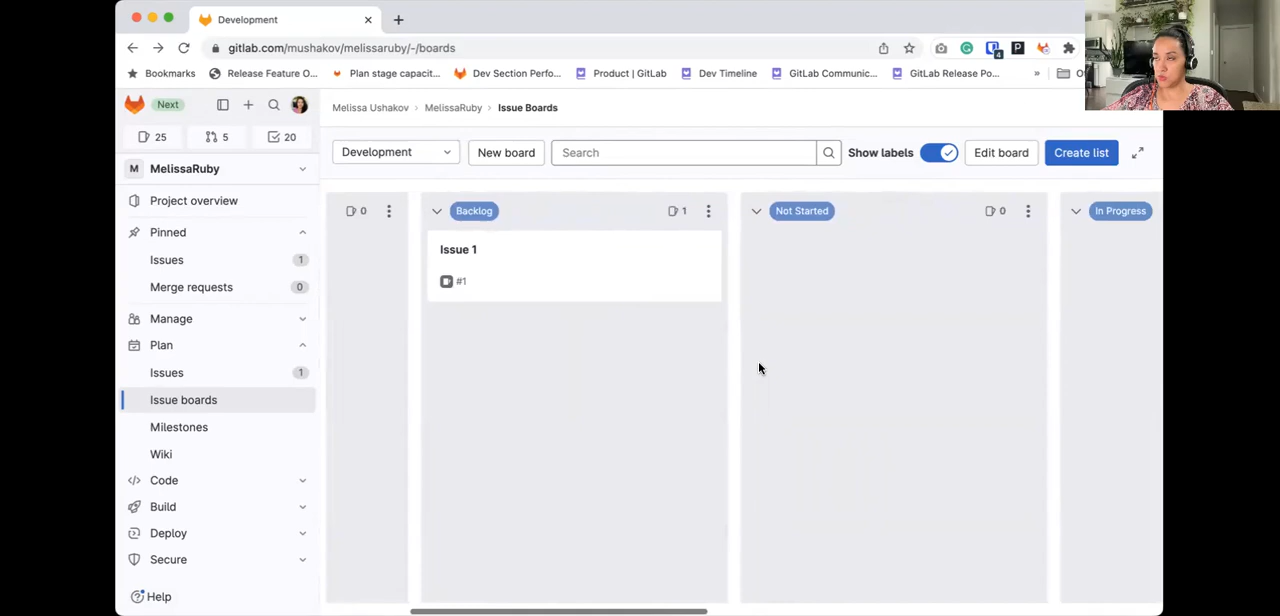 Development
gitlab.com/mushakov/melissaruby/-/boards
4
P
Bookmarks Release Feature O... Plan stage capacit... Dev Section Perfo... Product | GitLab Dev Timeline GitLab Communic... GitLab Release Po... »
Next
25 5 20
M MelissaRuby
Project overview
Pinned
Issues 1
Merge requests 0
Manage
Plan
Issues 1
Issue boards
Milestones
Wiki
Code
Build
Deploy
Secure
Help
Melissa Ushakov › MelissaRuby › Issue Boards
Development New board Search Show labels Edit board Create list
0 Backlog 1 Not Started 0 In Progress
Issue 1
#1